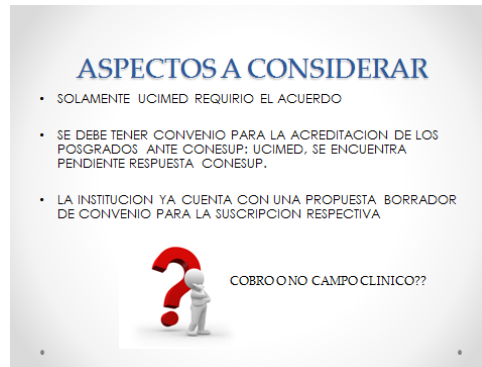 ASPECTOS A CONSIDERAR
• SOLAMENTE UCIMED REQUIRIO EL ACUERDO
• SE DEBE TENER CONVENIO PARA LA ACREDITACION DE LOS
POSGRADOS ANTE CONESUP: UCIMED, SE ENCUENTRA
PENDIENTE RESPUESTA CONESUP.
• LA INSTITUCION YA CUENTA CON UNA PROPUESTA BORRADOR
DE CONVENIO PARA LA SUSCRIPCION RESPECTIVA
COBRO O NO CAMPO CLINICO??